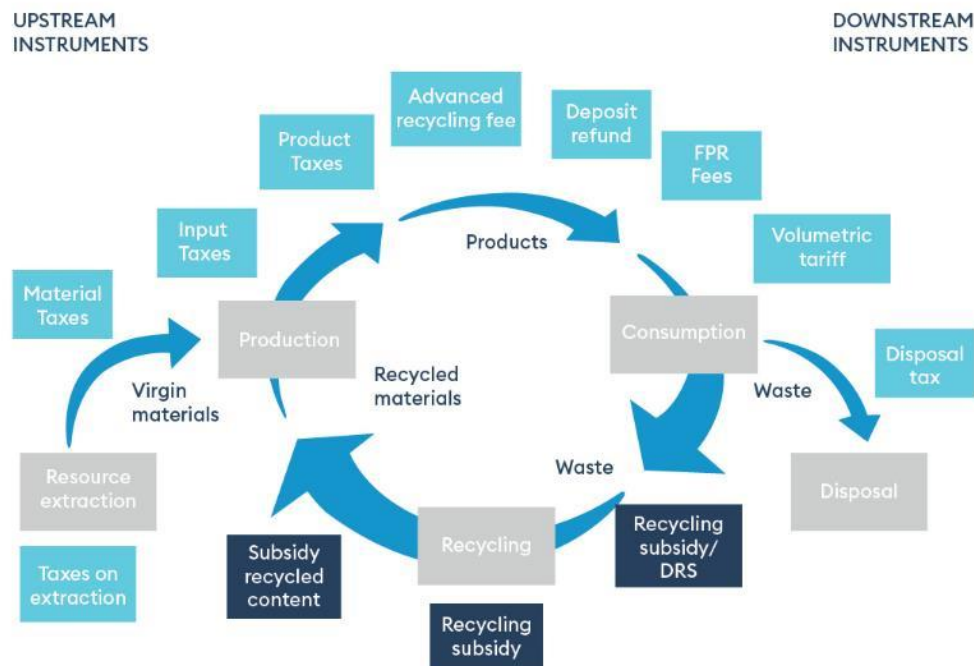 UPSTREAM
INSTRUMENTS
DOWNSTREAM
INSTRUMENTS
Advanced
recycling fee
Deposit
refund
Product
Taxes
FPR
Fees
Input
Taxes
Products
Volumetric
tariff
Material
Taxes
Production
Consumption
Disposal
tax
Virgin
materials
Recycled
materials
Waste
Resource
extraction
Waste
Disposal
Recycling
Recycling
subsidy/
DRS
Subsidy
recycled
content
Taxes on
extraction
Recycling
subsidy